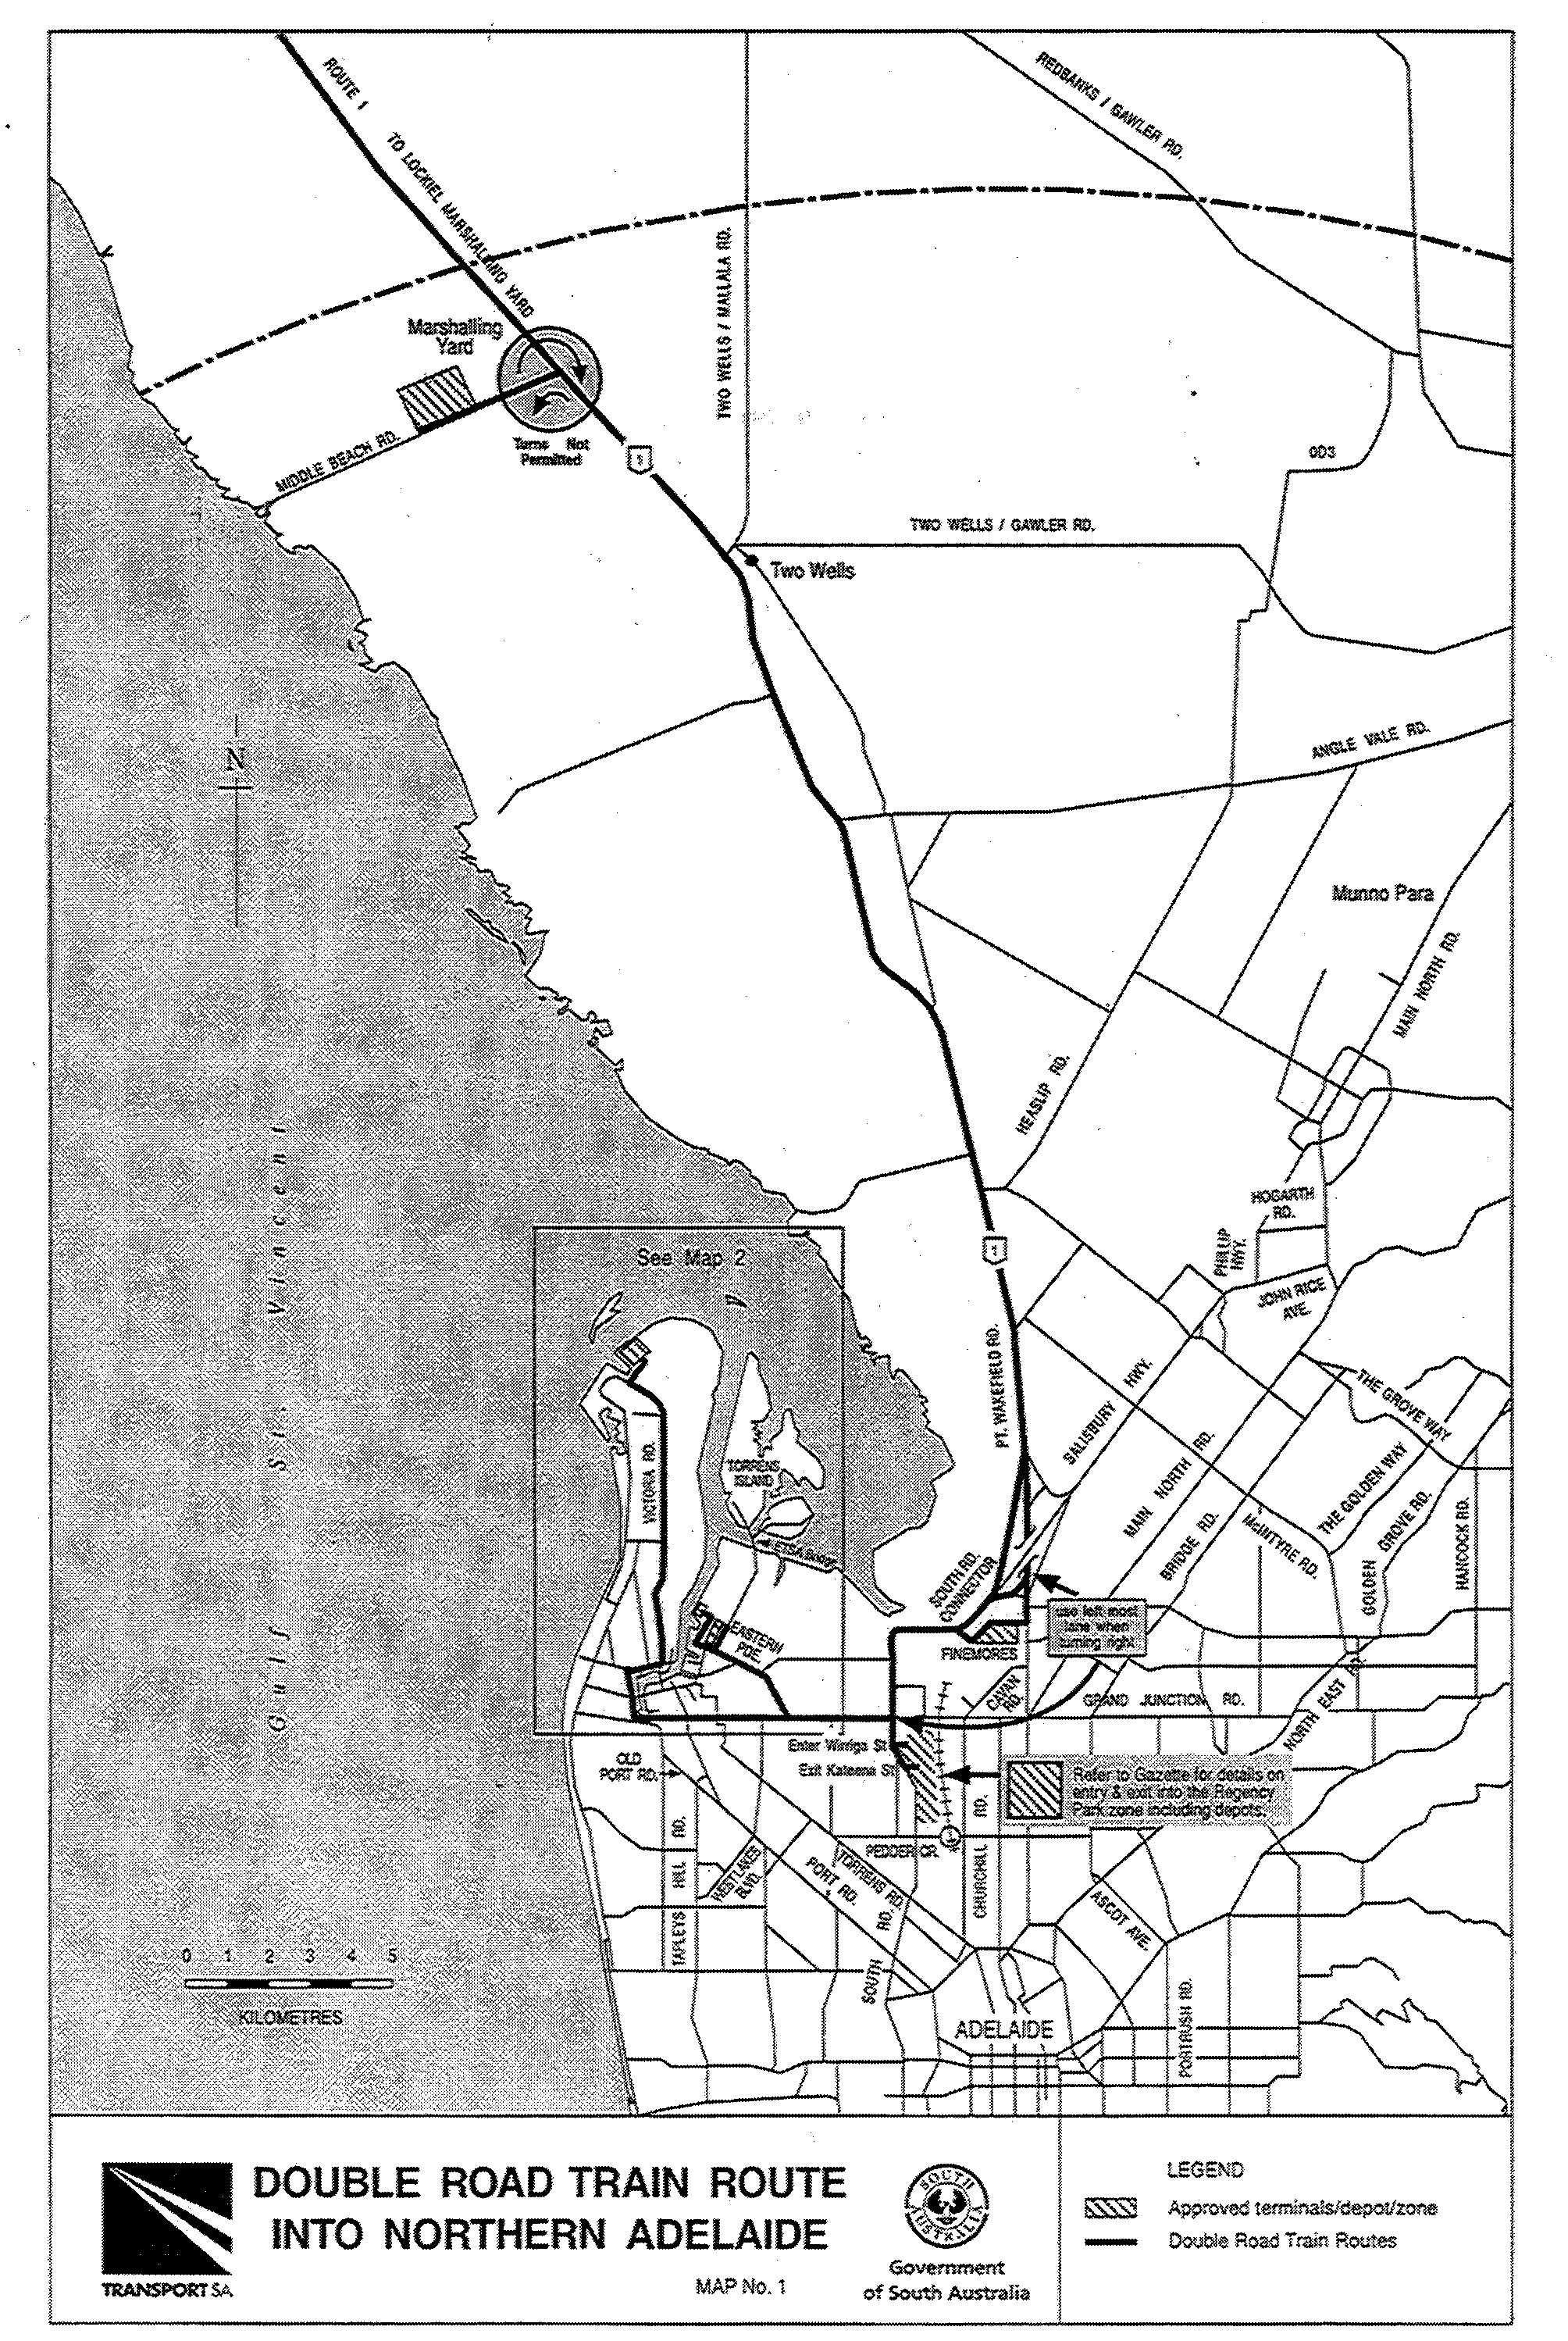 REDBANKS / GAWLER RD.
ROUTE 1
TO LOCKIEL MARSHALLING YARD
TWO WELLS / MALLALA RD.
Marshalling
Yard
Turns Not
Permitted
MIDDLE BEACH RD.
1
OD3
TWO WELLS / GAWLER RD.
Two Wells
N
ANGLE VALE RD.
Munno Para
MAIN NORTH RD.
HEASLIP RD.
HOGARTH
RD.
PHILLIP
HWY.
JOHN RICE
AVE.
1
Gulf St. Vincent
See Map 2
PT. WAKEFIELD RD.
SALISBURY HWY.
THE GROVE WAY
MAIN NORTH RD.
THE GOLDEN WAY
VICTORIA RD.
TORRENS
ISLAND
BRIDGE RD.
McINTYRE RD.
GOLDEN GROVE RD.
HANCOCK RD.
ETSA Bridge
SOUTH RD.
CONNECTOR
use left most
lane when
turning right
EASTERN
PDE.
FINEMORES
CAVAN
RD.
GRAND JUNCTION RD.
NORTH EAST RD.
Enter Wirriga St
Exit Kateena St
OLD
PORT RD.
Refer to Gazette for details on
entry & exit into the Regency
Park zone including depots.
TAPLEYS HILL RD.
WEST LAKES
BLVD.
PEDDER CR.
TORRENS RD.
PORT RD.
SOUTH RD.
CHURCHILL RD.
ASCOT AVE.
0 1 2 3 4 5
KILOMETRES
ADELAIDE
PORTRUSH RD.
TRANSPORT SA
DOUBLE ROAD TRAIN ROUTE
INTO NORTHERN ADELAIDE
MAP No. 1
SOUTH
AUSTRALIA
Government
of South Australia
LEGEND
Approved terminals/depot/zone
Double Road Train Routes